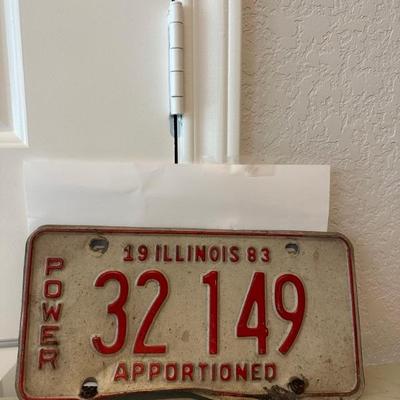 19 ILLINOIS 83
POWER
32 149
APPORTIONED